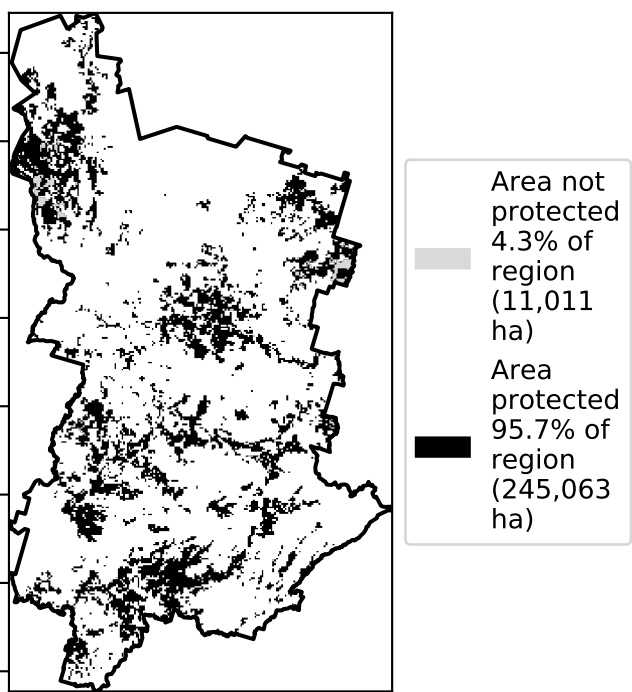 Area not
protected
4.3% of
region
(11,011
ha)
Area
protected
95.7% of
region
(245,063
ha)